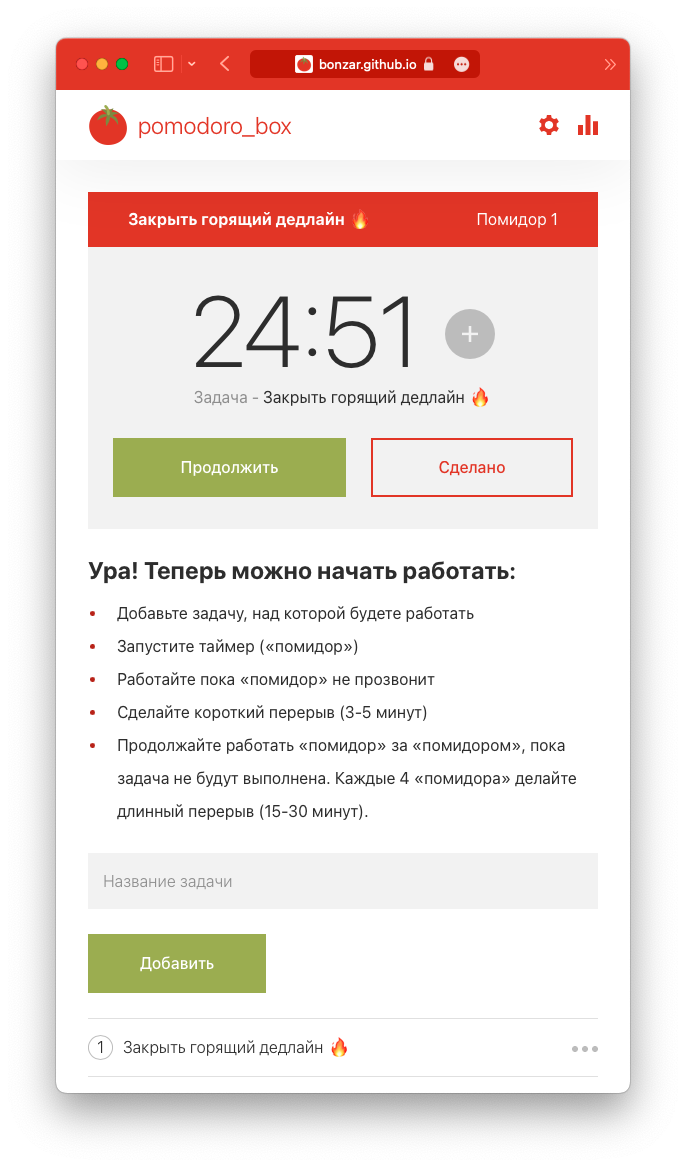 bonzar.github.io
pomodoro_box
Закрыть горящий дедлайн 🔥 Помидор 1
24:51 +
Задача - Закрыть горящий дедлайн 🔥
Продолжить Сделано
Ура! Теперь можно начать работать:
• Добавьте задачу, над которой будете работать
• Запустите таймер («помидор»)
• Работайте пока «помидор» не прозвонит
• Сделайте короткий перерыв (3-5 минут)
• Продолжайте работать «помидор» за «помидором», пока
задача не будут выполнена. Каждые 4 «помидора» делайте
длинный перерыв (15-30 минут).
Название задачи
Добавить
1 Закрыть горящий дедлайн 🔥